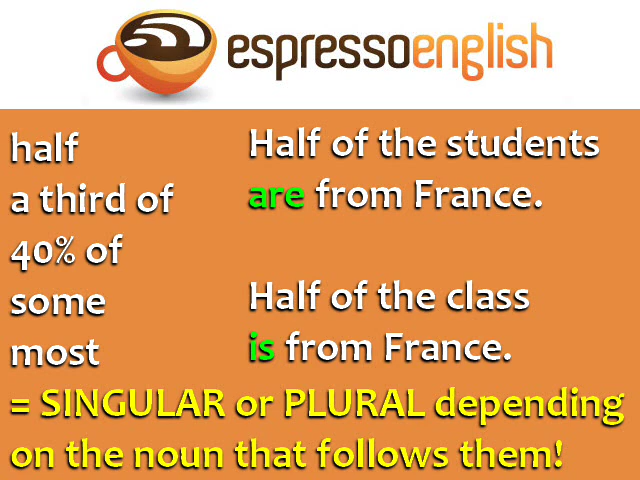 espressoenglish
half
a third of
40% of
some
most
Half of the students
are from France.
Half of the class
is from France.
= SINGULAR or PLURAL depending
on the noun that follows them!